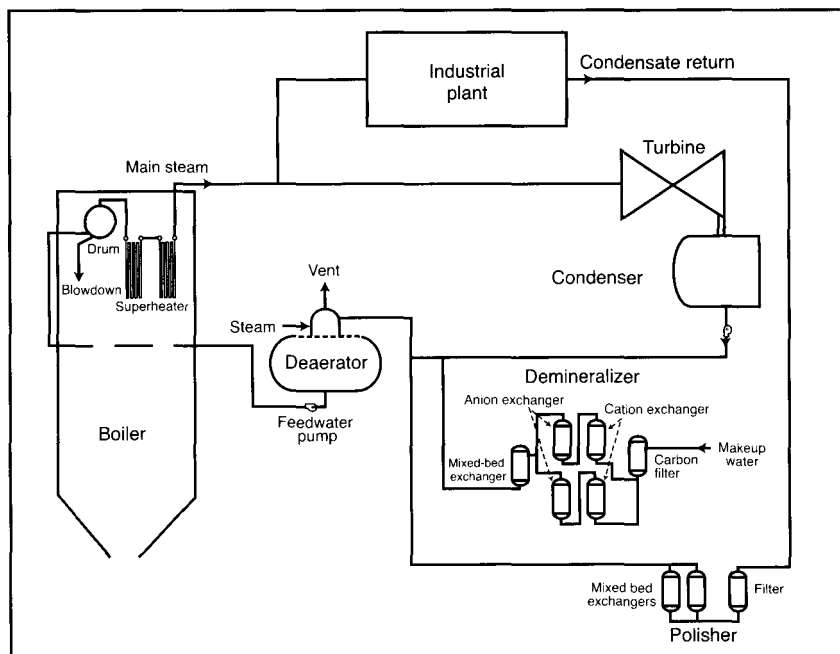 Industrial
plant
Condensate return
Turbine
Main steam
Drum
Blowdown
Superheater
Condenser
Vent
Steam
Deaerator
Feedwater
pump
Boiler
Demineralizer
Anion exchanger
Cation exchanger
Mixed-bed
exchanger
Carbon
filter
Makeup
water
Mixed bed
exchangers
Filter
Polisher